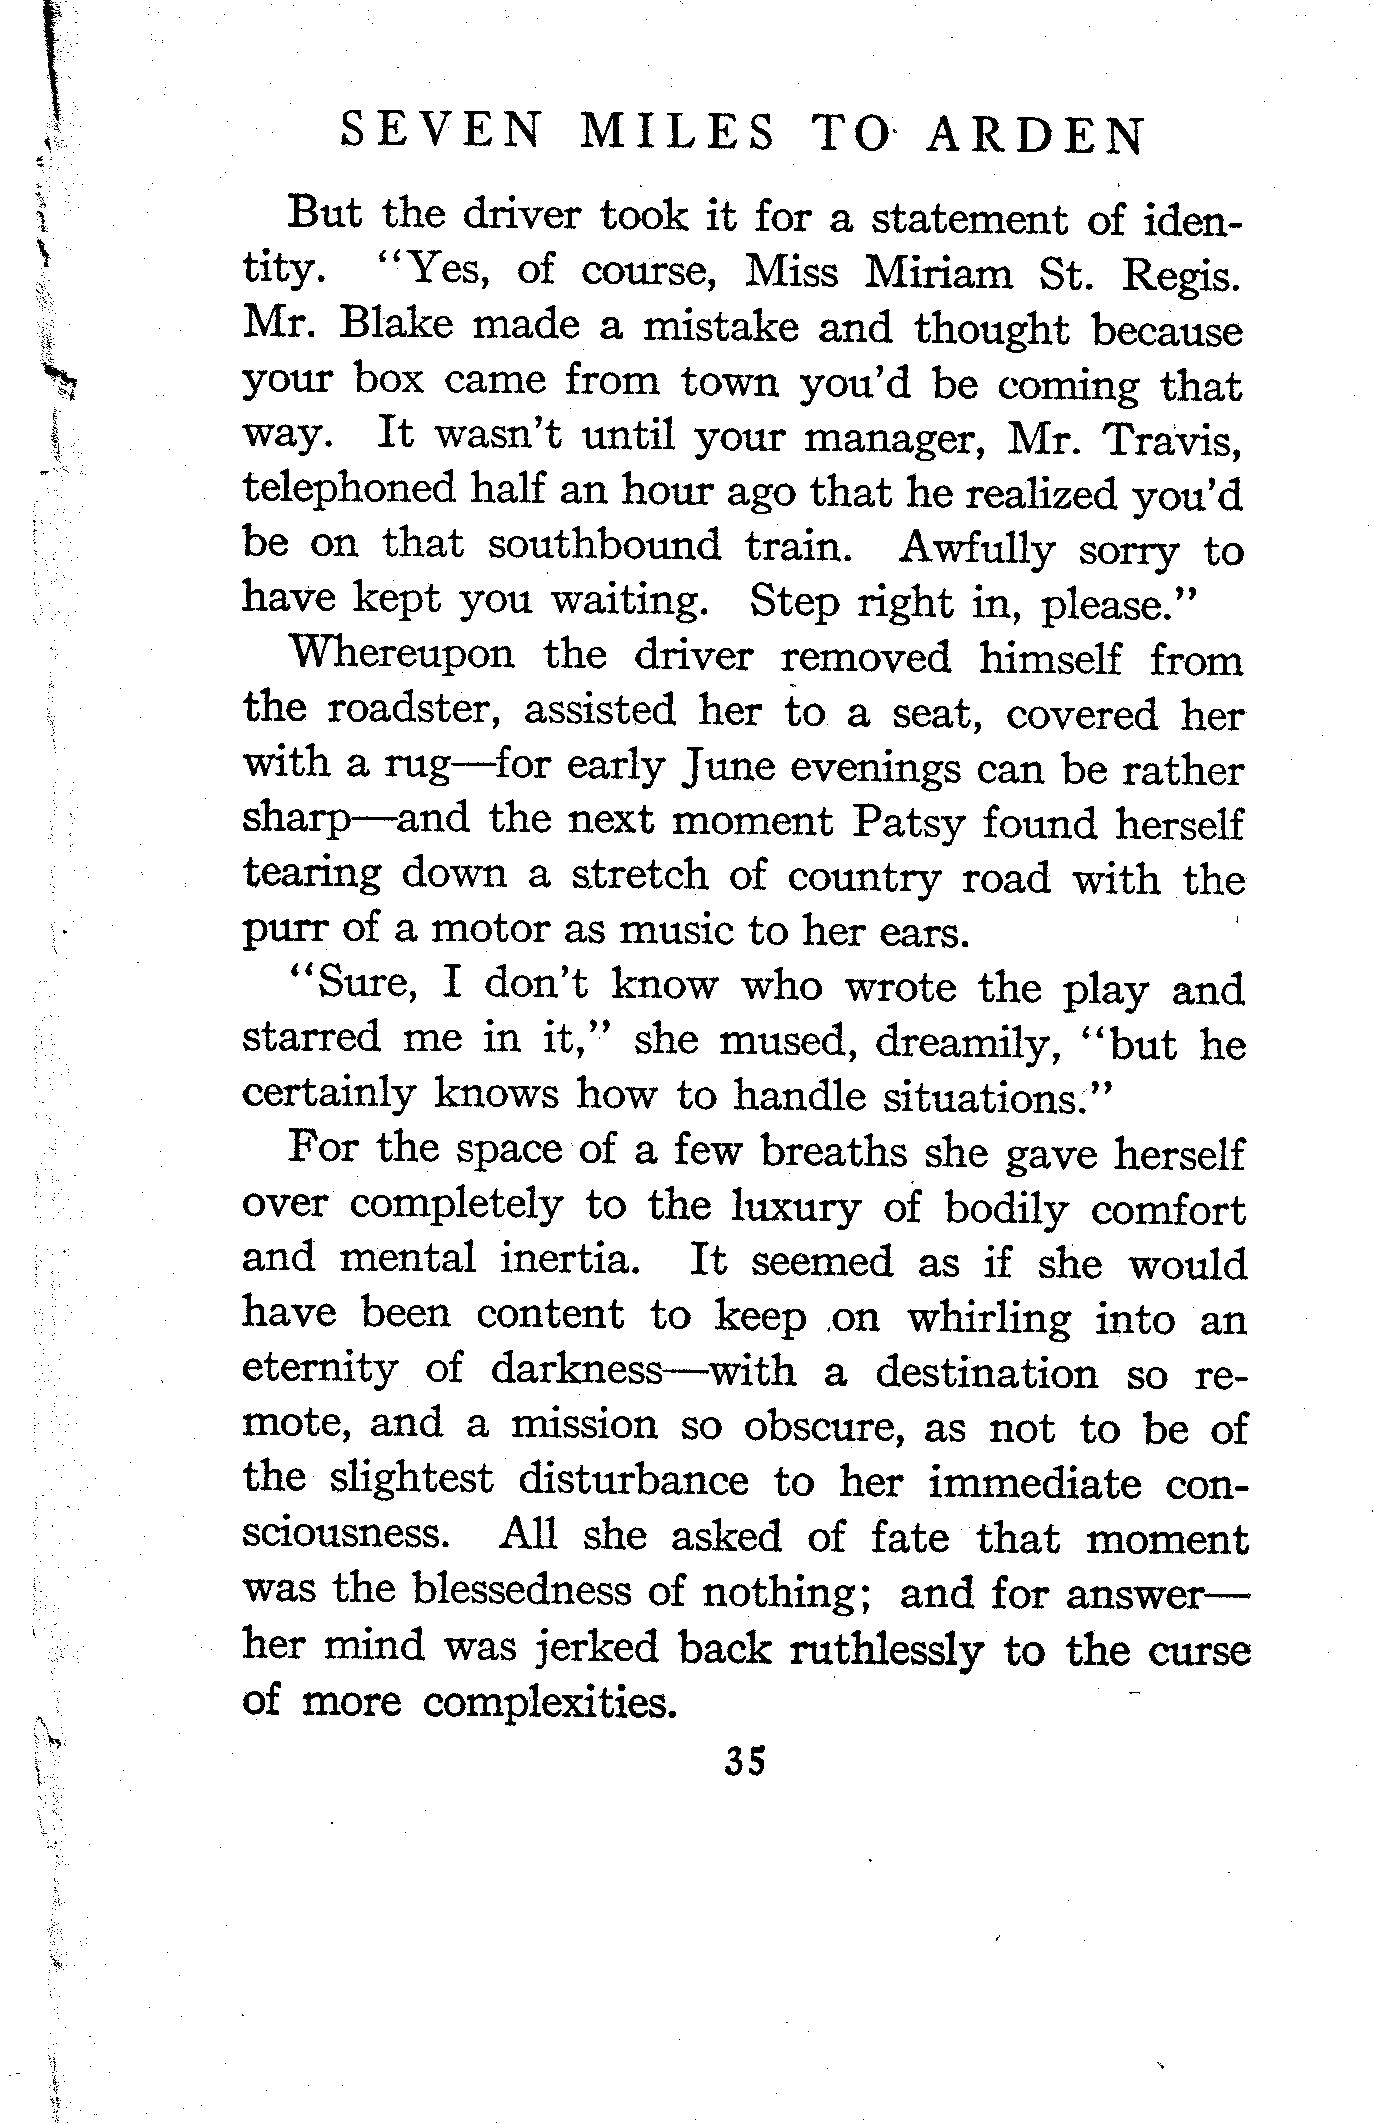 SEVEN MILES TO ARDEN
But the driver took it for a statement of iden-
tity. “Yes, of course, Miss Miriam St. Regis.
Mr. Blake made a mistake and thought because
your box came from town you’d be coming that
way. It wasn’t until your manager, Mr. Travis,
telephoned half an hour ago that he realized you’d
be on that southbound train. Awfully sorry to
have kept you waiting. Step right in, please.”
Whereupon the driver removed himself from
the roadster, assisted her to a seat, covered her
with a rug—for early June evenings can be rather
sharp—and the next moment Patsy found herself
tearing down a stretch of country road with the
purr of a motor as music to her ears.
“Sure, I don’t know who wrote the play and
starred me in it,” she mused, dreamily, “but he
certainly knows how to handle situations.”
For the space of a few breaths she gave herself
over completely to the luxury of bodily comfort
and mental inertia. It seemed as if she would
have been content to keep on whirling into an
eternity of darkness—with a destination so re-
mote, and a mission so obscure, as not to be of
the slightest disturbance to her immediate con-
sciousness. All she asked of fate that moment
was the blessedness of nothing; and for answer—
her mind was jerked back ruthlessly to the curse
of more complexities.
35